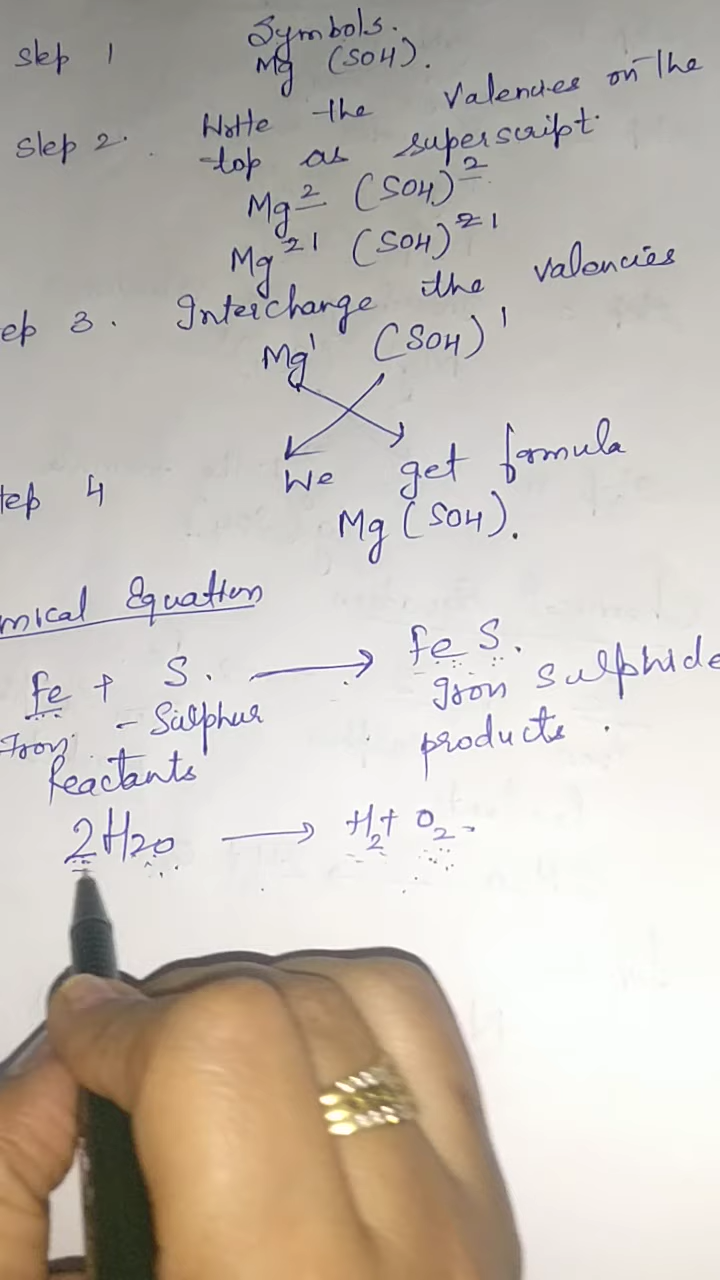 Step 1 Symbols.
Mg (SO4).
Step 2. Write the Valencies on the
top as superscript.
Mg² (SO4)²
Mg²¹ (SO4)²¹
ep 3. Interchange the valencies
Mg¹ (SO4)¹
tep 4 We get formula
Mg (SO4).
mical Equation
Fe + S. → FeS.
Iron. - Sulphur Iron Sulphide
Reactants products.
2H2O → H2+ O2.